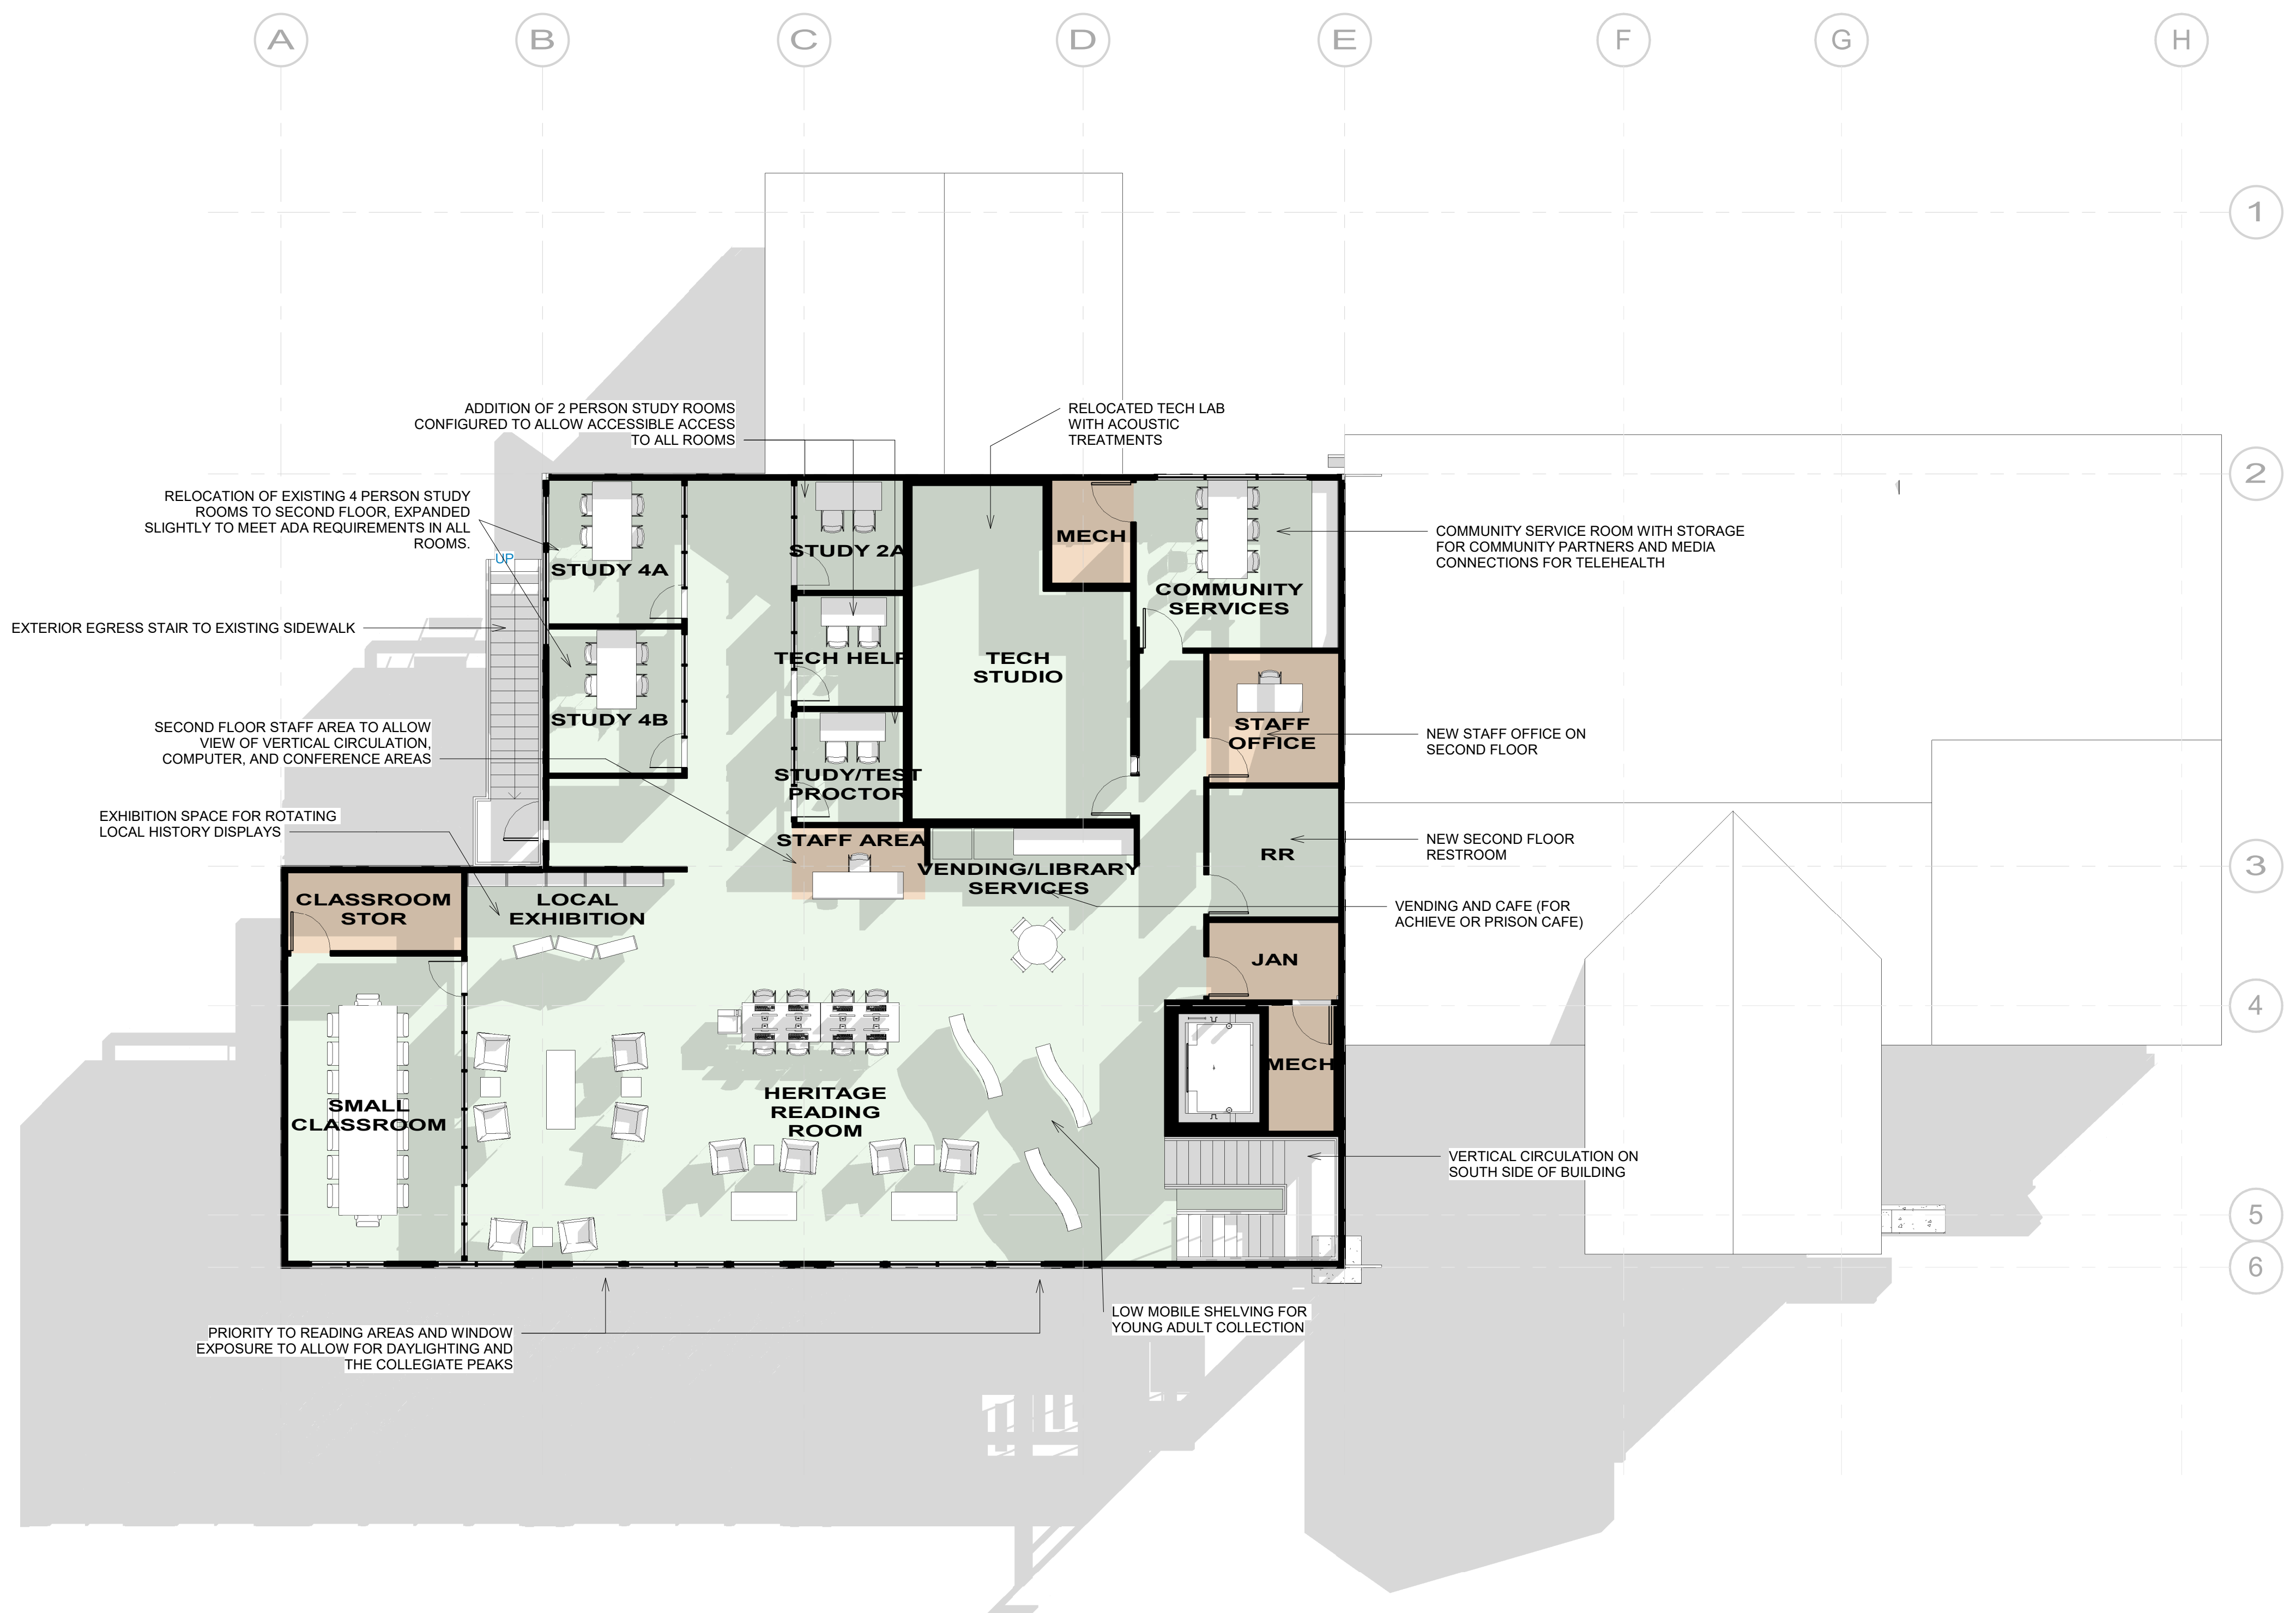 A B C D E F G H
1
ADDITION OF 2 PERSON STUDY ROOMS
CONFIGURED TO ALLOW ACCESSIBLE ACCESS
TO ALL ROOMS
RELOCATED TECH LAB
WITH ACOUSTIC
TREATMENTS
2
RELOCATION OF EXISTING 4 PERSON STUDY
ROOMS TO SECOND FLOOR, EXPANDED
SLIGHTLY TO MEET ADA REQUIREMENTS IN ALL
ROOMS.
UP
STUDY 4A
STUDY 2A
MECH
COMMUNITY
SERVICES
COMMUNITY SERVICE ROOM WITH STORAGE
FOR COMMUNITY PARTNERS AND MEDIA
CONNECTIONS FOR TELEHEALTH
EXTERIOR EGRESS STAIR TO EXISTING SIDEWALK
TECH HELP
TECH
STUDIO
STUDY 4B
SECOND FLOOR STAFF AREA TO ALLOW
VIEW OF VERTICAL CIRCULATION,
COMPUTER, AND CONFERENCE AREAS
STAFF
OFFICE
NEW STAFF OFFICE ON
SECOND FLOOR
STUDY/TEST
PROCTOR
EXHIBITION SPACE FOR ROTATING
LOCAL HISTORY DISPLAYS
STAFF AREA
VENDING/LIBRARY
SERVICES
RR
NEW SECOND FLOOR
RESTROOM
3
CLASSROOM
STOR
LOCAL
EXHIBITION
VENDING AND CAFE (FOR
ACHIEVE OR PRISON CAFE)
JAN
4
MECH
SMALL
CLASSROOM
HERITAGE
READING
ROOM
VERTICAL CIRCULATION ON
SOUTH SIDE OF BUILDING
5
6
LOW MOBILE SHELVING FOR
YOUNG ADULT COLLECTION
PRIORITY TO READING AREAS AND WINDOW
EXPOSURE TO ALLOW FOR DAYLIGHTING AND
THE COLLEGIATE PEAKS